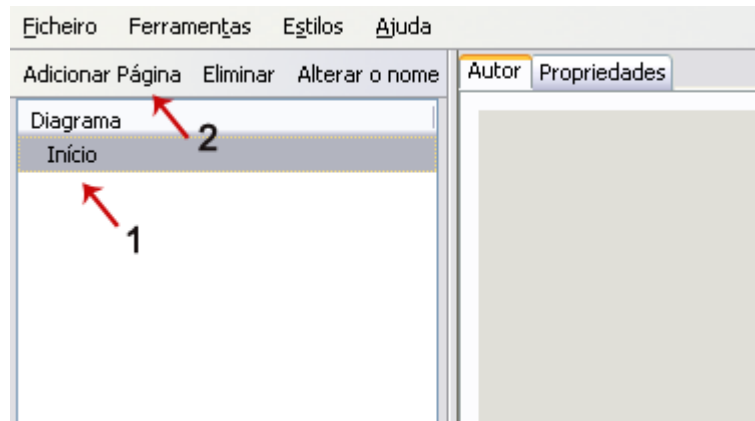 Ficheiro Ferramentas Estilos Ajuda
Adicionar Página Eliminar Alterar o nome Autor Propriedades
Diagrama
2
Início
1